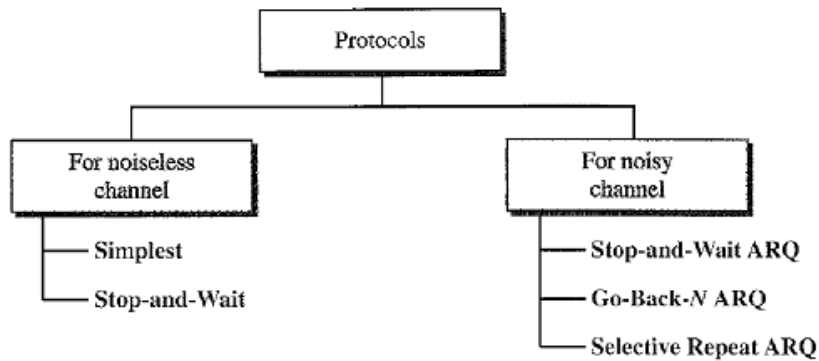 Protocols
For noiseless
channel
For noisy
channel
Simplest
Stop-and-Wait
Stop-and-Wait ARQ
Go-Back-N ARQ
Selective Repeat ARQ